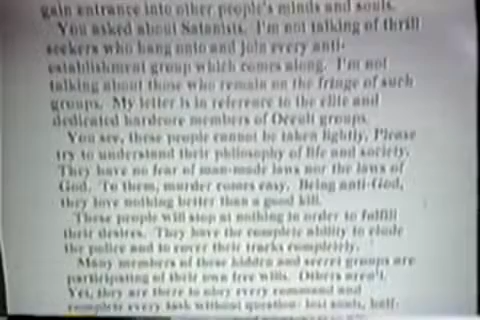 gain entrance into other people's minds and souls.
You asked about Satanists. I'm not talking of thrill
seekers who hang onto and join every anti-
establishment group which comes along. I'm not
talking about those who remain on the fringe of such
groups. My letter is in reference to the elite and
dedicated hardcore members of Occult groups.
You see, these people cannot be taken lightly. Please
try to understand their philosophy of life and society.
They have no fear of man-made laws nor the laws of
God. To them, murder comes easy. Being anti-God,
they love nothing better than a good kill.
These people will stop at nothing in order to fulfill
their desires. They have the complete ability to elude
the police and to cover their tracks completely.
Many members of these hidden and secret groups are
participating of their own free wills. Others aren't.
Yes, they are there to obey every command and
complete every task without question: lost souls, half-